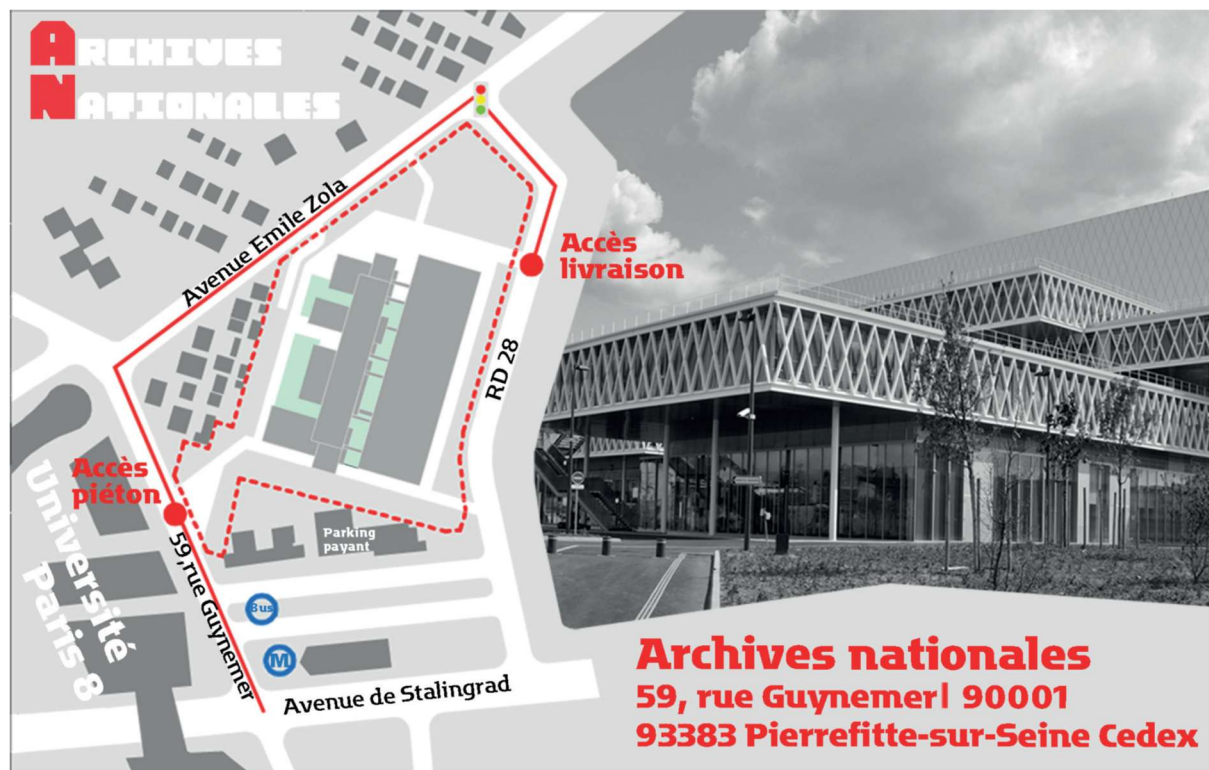 ARCHIVES
NATIONALES
Avenue Emile Zola
Accès
livraison
RD 28
Accès
piéton
Parking
payant
59, rue Guynemer
Université
Paris 8
Bus
M
Avenue de Stalingrad
Archives nationales
59, rue Guynemer| 90001
93383 Pierrefitte-sur-Seine Cedex